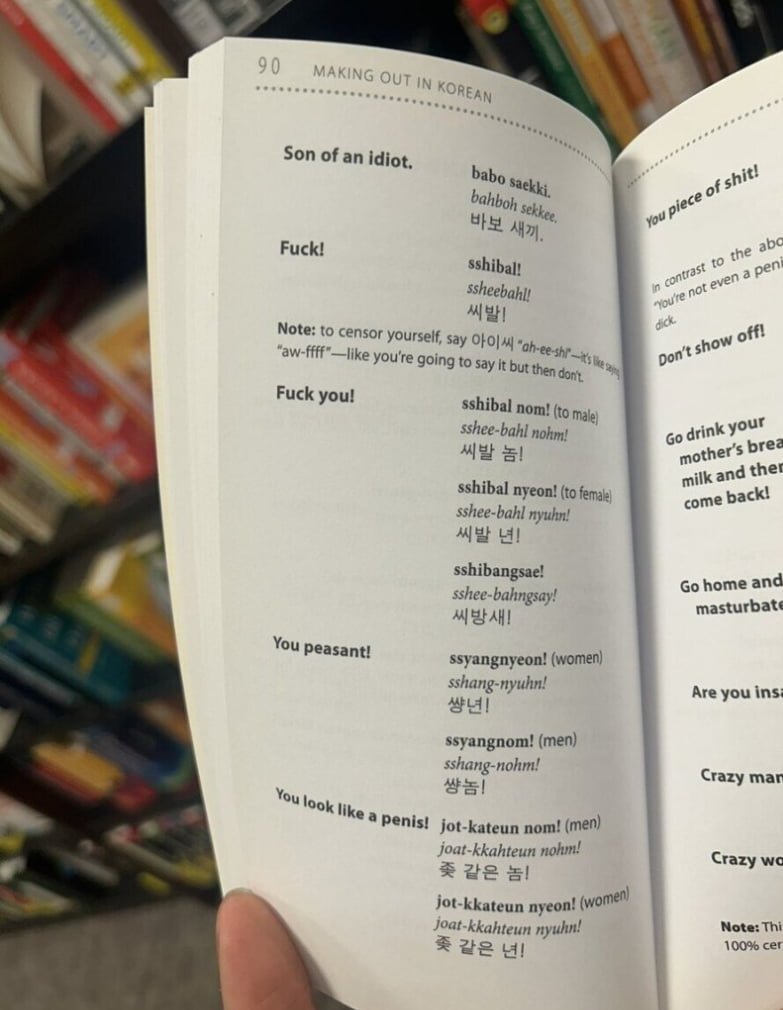 90 MAKING OUT IN KOREAN
Son of an idiot.
babo saekki.
bahboh sekkee.
바보 새끼.
Fuck!
sshibal!
ssheebahl!
씨발!
Note: to censor yourself, say 아이씨 "ah-ee-shi"—it's like saying
"aw-ffff"—like you're going to say it but then don't.
Fuck you!
sshibal nom! (to male)
sshee-bahl nohm!
씨발 놈!
sshibal nyeon! (to female)
sshee-bahl nyuhn!
씨발 년!
sshibangsae!
sshee-bahngsay!
씨방새!
You peasant!
ssyangnyeon! (women)
sshang-nyuhn!
썅년!
ssyangnom! (men)
sshang-nohm!
썅놈!
You look like a penis!
jot-kateun nom! (men)
joat-kkahteun nohm!
좆 같은 놈!
jot-kkateun nyeon! (women)
joat-kkahteun nyuhn!
좆 같은 년!
You piece of shit!
In contrast to the abo
"You're not even a peni
dick.
Don't show off!
Go drink your
mother's brea
milk and then
come back!
Go home and
masturbate
Are you insa
Crazy man
Crazy wo
Note: Thi
100% cer